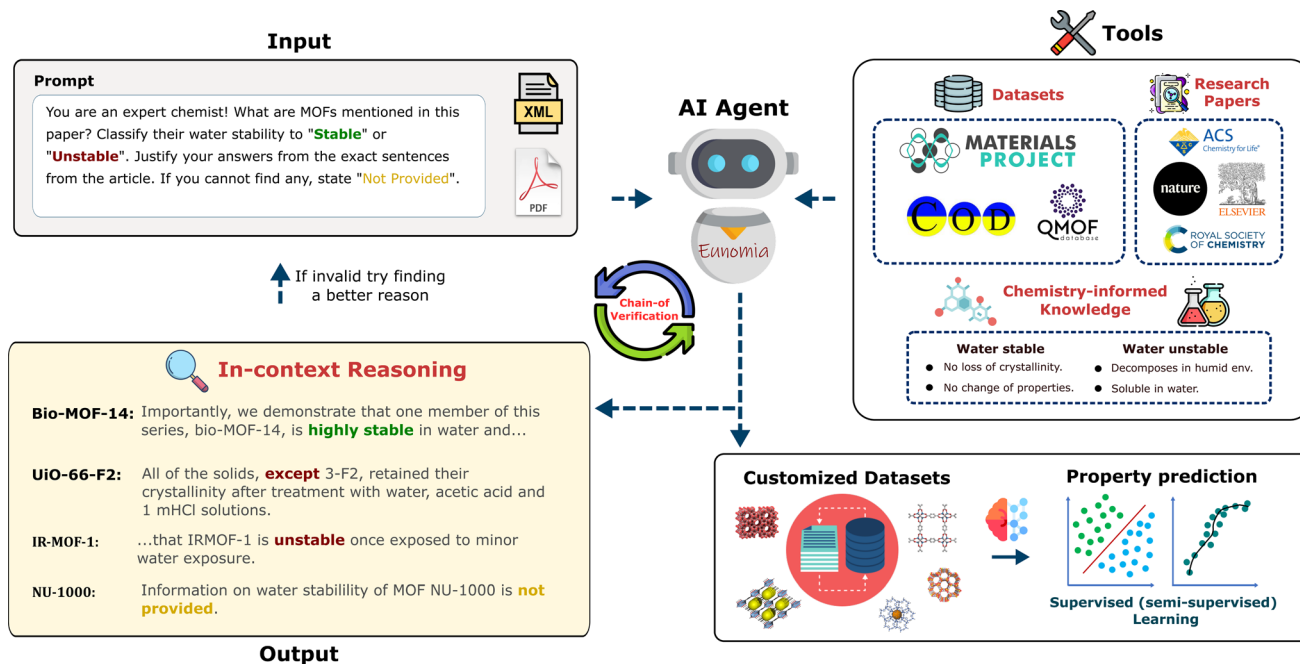 Input
Prompt
You are an expert chemist! What are MOFs mentioned in this
paper? Classify their water stability to "Stable" or
"Unstable". Justify your answers from the exact sentences
from the article. If you cannot find any, state "Not Provided".
XML
PDF
If invalid try finding
a better reason
AI Agent
Eunomia
Chain-of
Verification
Tools
Datasets
MATERIALS
PROJECT
COD
QMOF
database
Research
Papers
ACS
Chemistry for Life®
nature
ELSEVIER
ROYAL SOCIETY
OF CHEMISTRY
Chemistry-informed
Knowledge
Water stable
No loss of crystallinity.
No change of properties.
Water unstable
Decomposes in humid env.
Soluble in water.
In-context Reasoning
Bio-MOF-14: Importantly, we demonstrate that one member of this
series, bio-MOF-14, is highly stable in water and...
UiO-66-F2: All of the solids, except 3-F2, retained their
crystallinity after treatment with water, acetic acid and
1 mHCl solutions.
IR-MOF-1: ...that IRMOF-1 is unstable once exposed to minor
water exposure.
NU-1000: Information on water stabilility of MOF NU-1000 is not
provided.
Output
Customized Datasets
Property prediction
Supervised (semi-supervised)
Learning